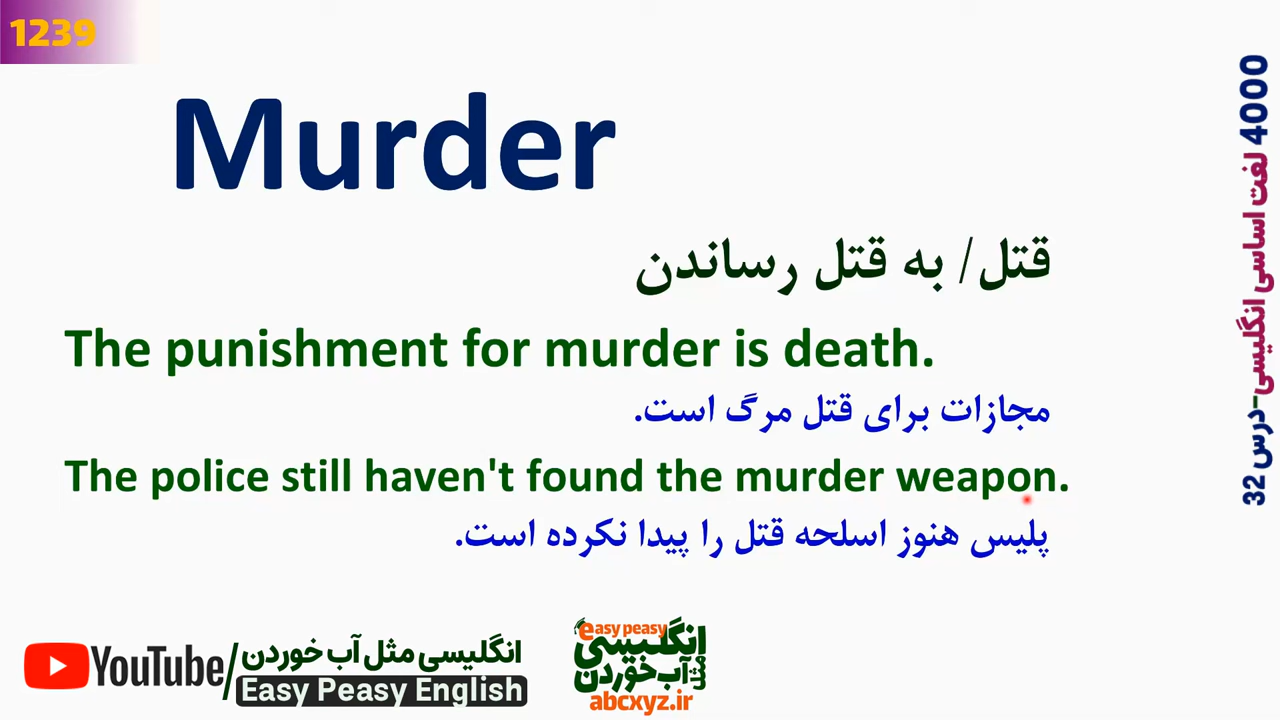 1239
Murder
قتل/ به قتل رساندن
The punishment for murder is death.
مجازات برای قتل مرگ است.
The police still haven't found the murder weapon.
پلیس هنوز اسلحه قتل را پیدا نکرده است.
4000 لغت اساسی انگلیسی-درس 32
YouTube/انگلیسی مثل آب خوردن
Easy Peasy English
easy peasy
انگلیسی
مثل آب خوردن
abcxyz.ir